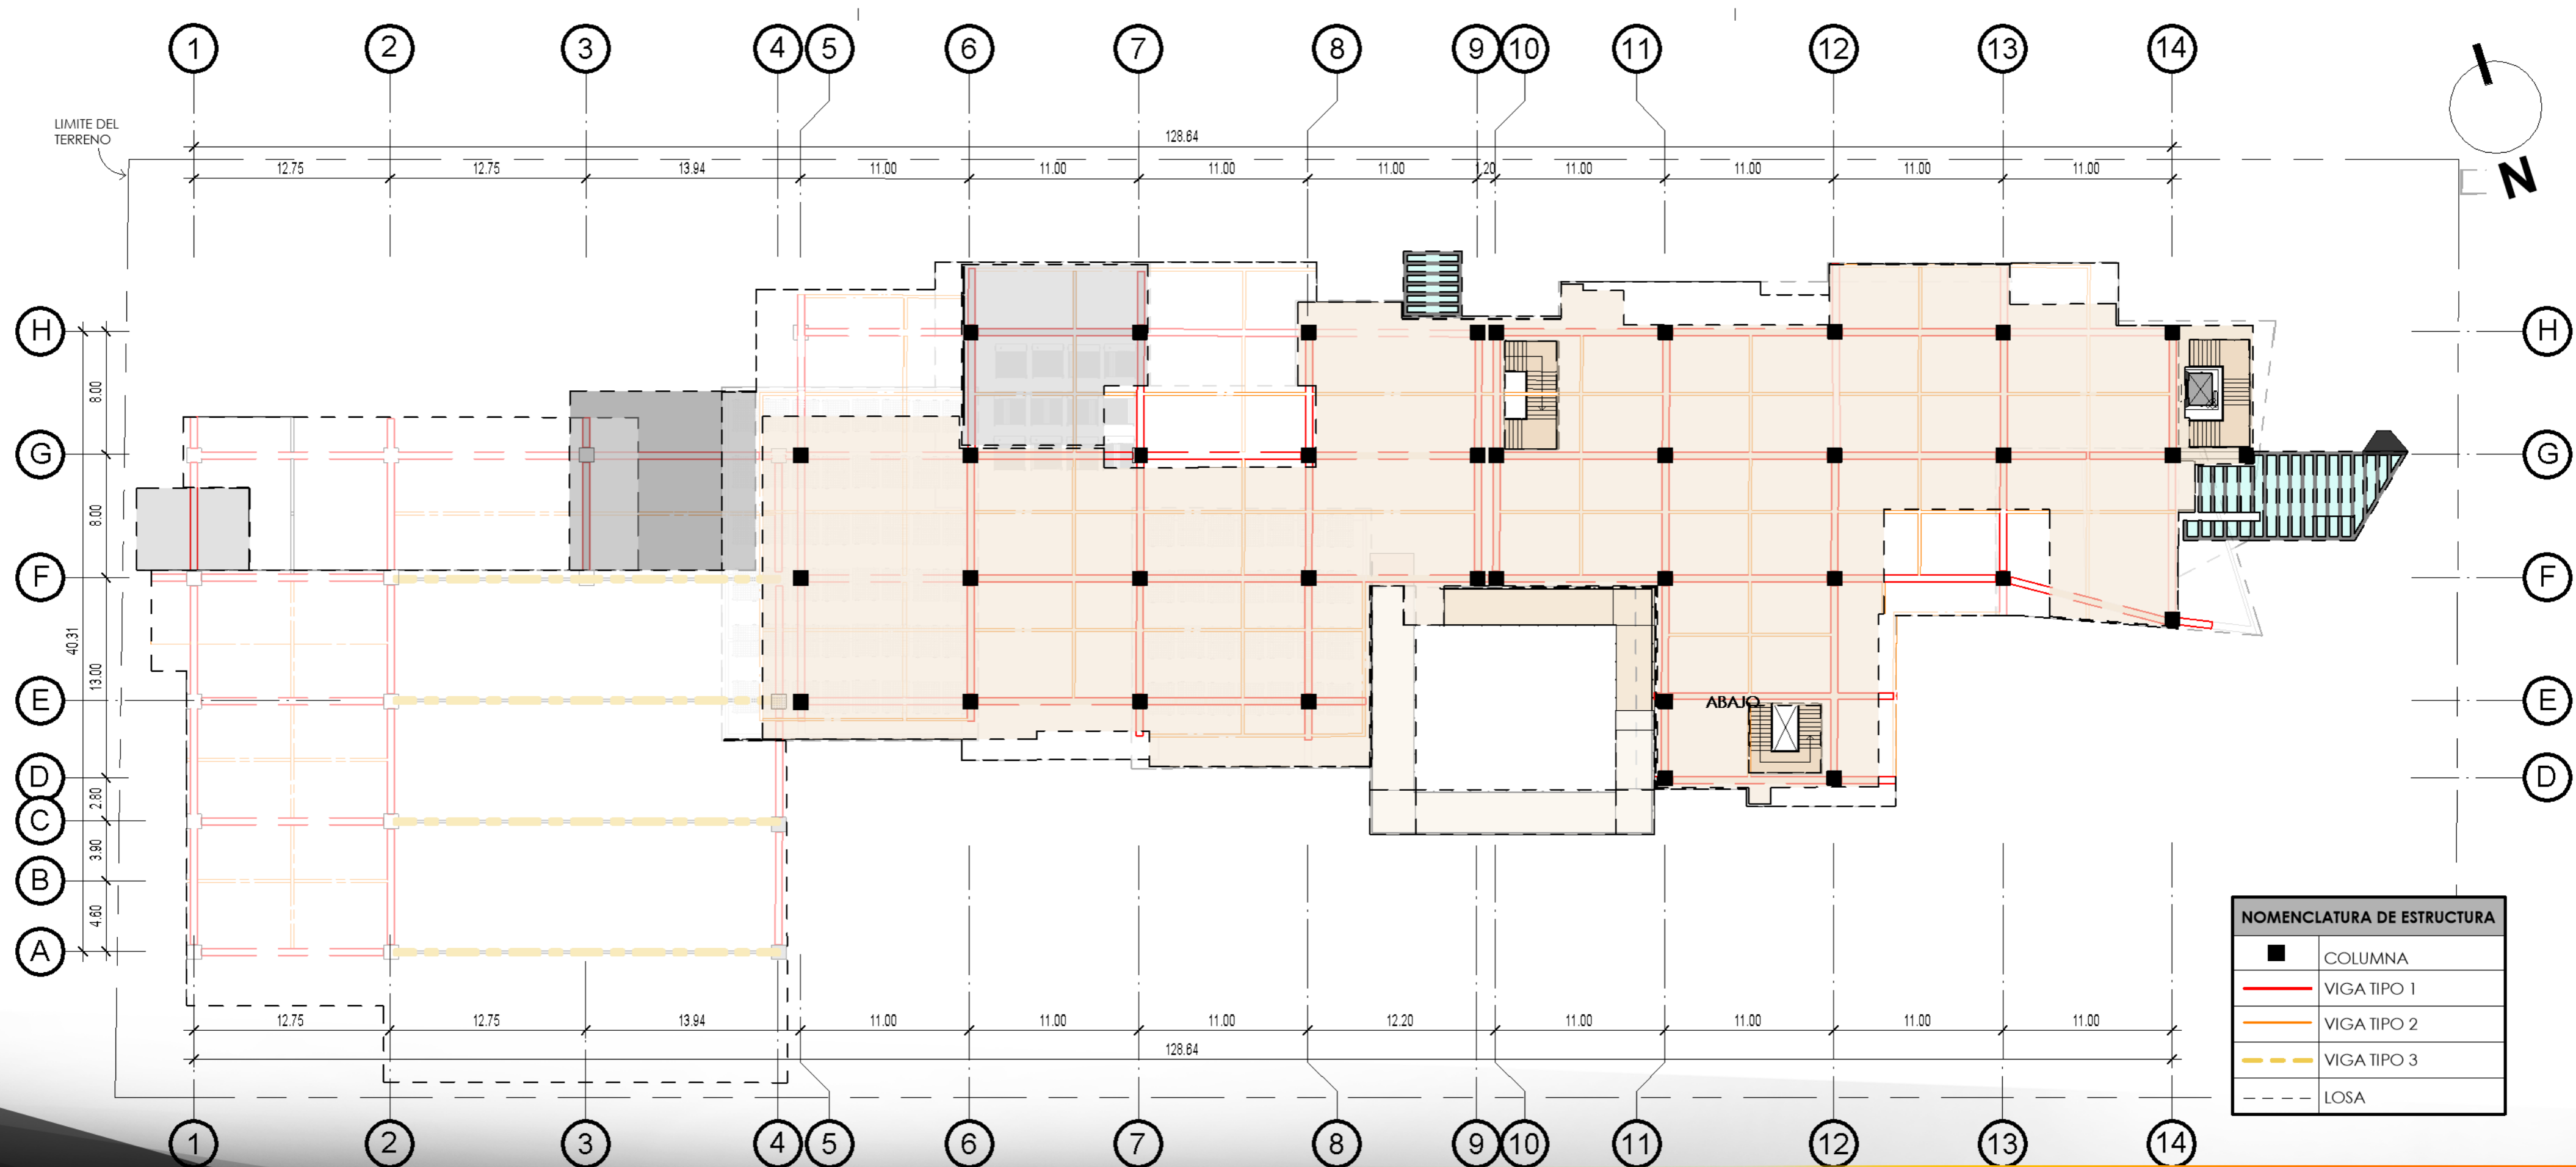 1 2 3 4 5 6 7 8 9 10 11 12 13 14
LIMITE DEL
TERRENO
128.64
12.75 12.75 13.94 11.00 11.00 11.00 11.00 1.20 11.00 11.00 11.00 11.00
N
H H
8.00
G G
8.00
F F
40.31
13.00
E ABAJO E
D D
2.80
C
3.90
B
4.60
A
NOMENCLATURA DE ESTRUCTURA
COLUMNA
VIGA TIPO 1
VIGA TIPO 2
VIGA TIPO 3
LOSA
12.75 12.75 13.94 11.00 11.00 11.00 12.20 11.00 11.00 11.00 11.00
128.64
1 2 3 4 5 6 7 8 9 10 11 12 13 14